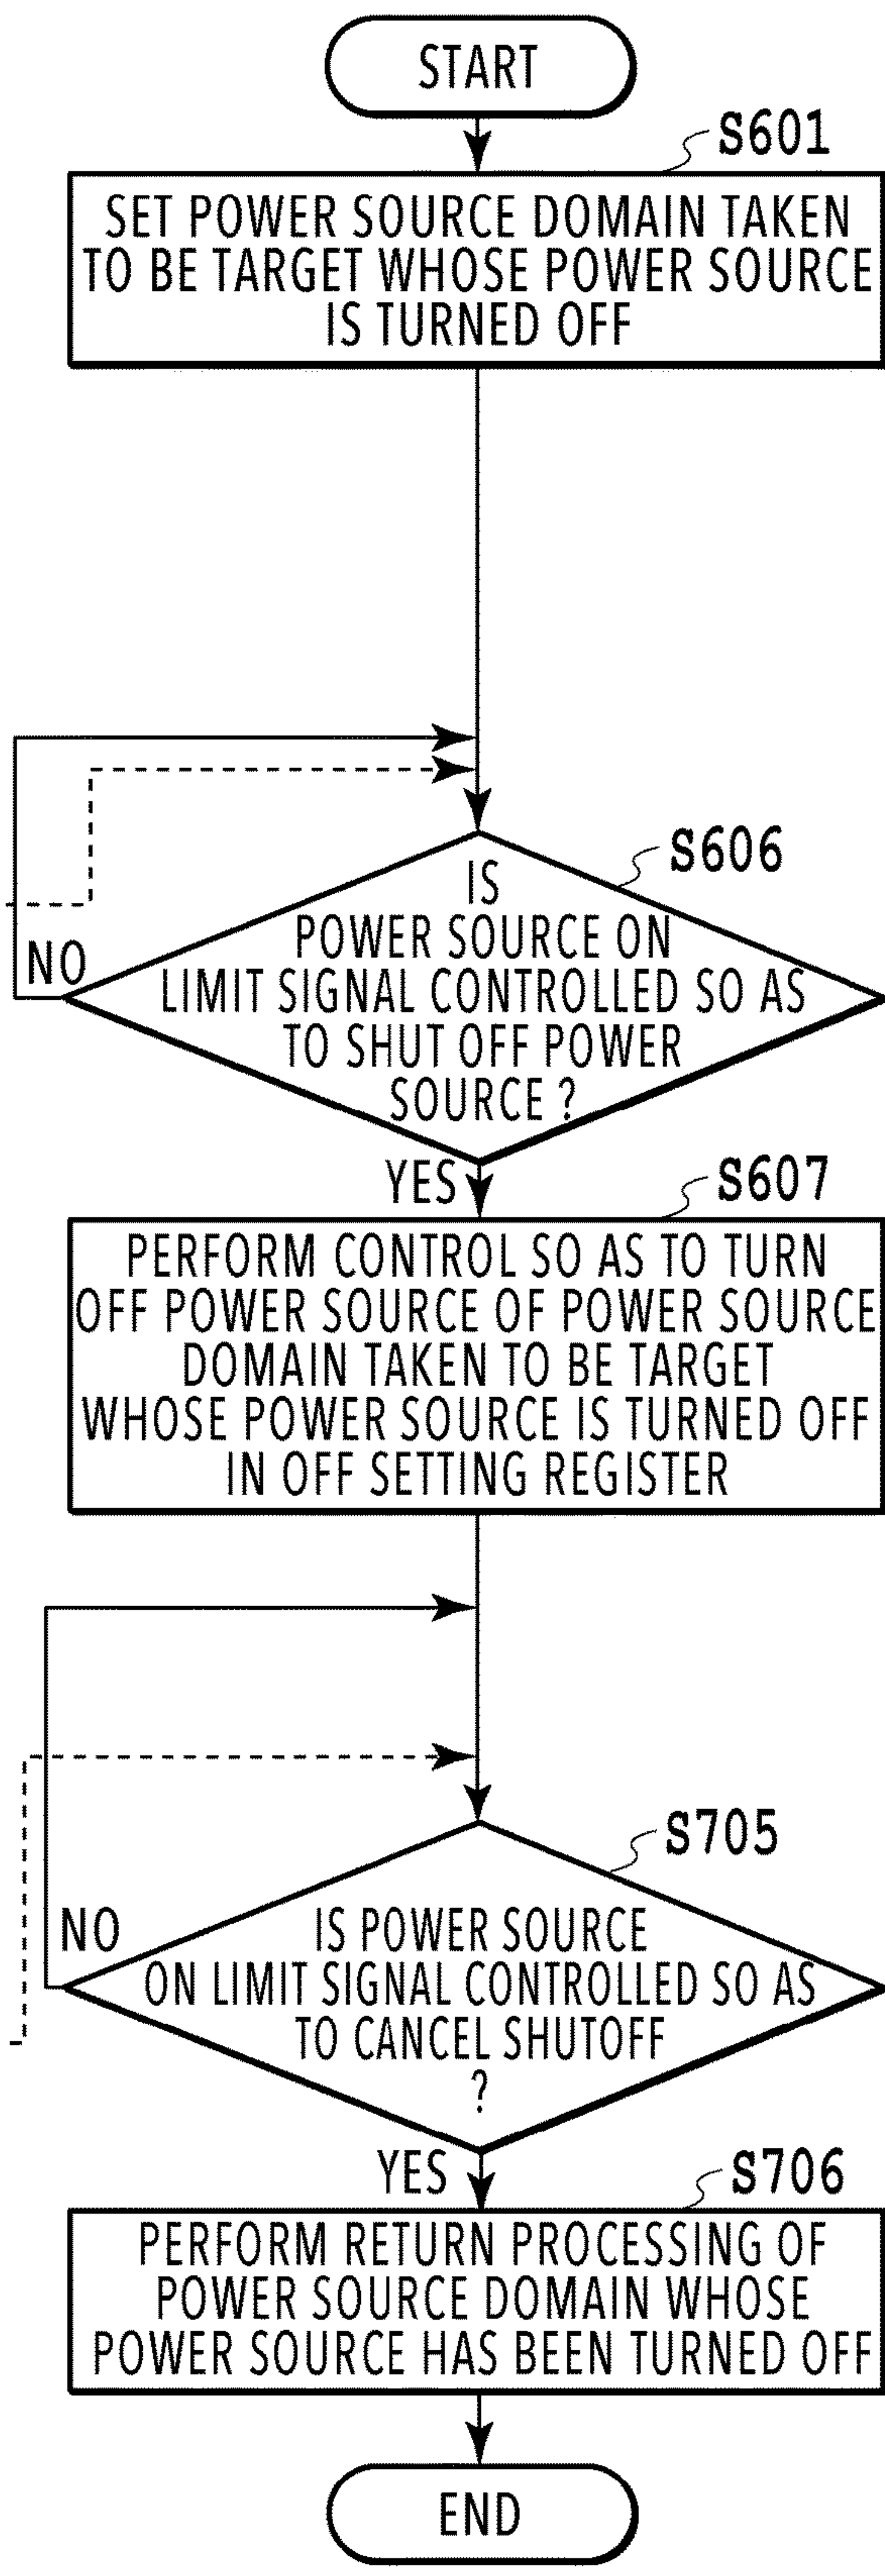 START
S601
SET POWER SOURCE DOMAIN TAKEN
TO BE TARGET WHOSE POWER SOURCE
IS TURNED OFF
S606
IS
POWER SOURCE ON
LIMIT SIGNAL CONTROLLED SO AS
TO SHUT OFF POWER
SOURCE ?
NO
YES
S607
PERFORM CONTROL SO AS TO TURN
OFF POWER SOURCE OF POWER SOURCE
DOMAIN TAKEN TO BE TARGET
WHOSE POWER SOURCE IS TURNED OFF
IN OFF SETTING REGISTER
S705
IS POWER SOURCE
ON LIMIT SIGNAL CONTROLLED SO AS
TO CANCEL SHUTOFF
?
NO
YES
S706
PERFORM RETURN PROCESSING OF
POWER SOURCE DOMAIN WHOSE
POWER SOURCE HAS BEEN TURNED OFF
END